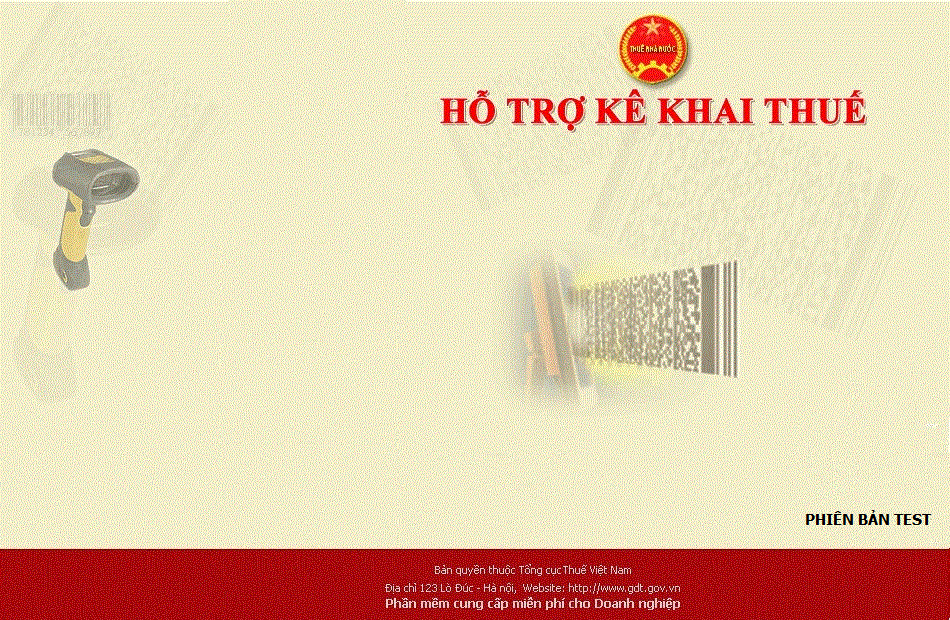 THUẾ NHÀ NƯỚC
HỖ TRỢ KÊ KHAI THUẾ
PHIÊN BẢN TEST
Bản quyền thuộc Tổng cục Thuế Việt Nam
Địa chỉ 123 Lò Đúc - Hà nội, Website: http://www.gdt.gov.vn
Phần mềm cung cấp miễn phí cho Doanh nghiệp